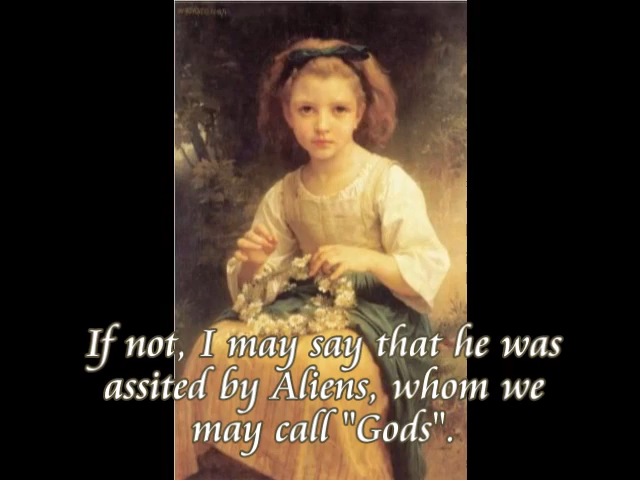 If not, I may say that he was
assited by Aliens, whom we
may call "Gods".